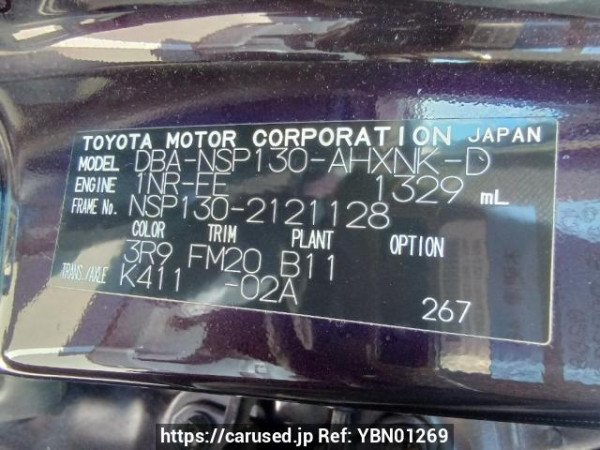 TOYOTA MOTOR CORPORATION JAPAN
MODEL DBA-NSP130-AHXNK-D
ENGINE 1NR-FE 1329 mL
FRAME No. NSP130-2121128
COLOR TRIM PLANT OPTION
3R9 FM20 B11
TRANS./AXLE K411 -02A
267
https://carused.jp Ref: YBN01269